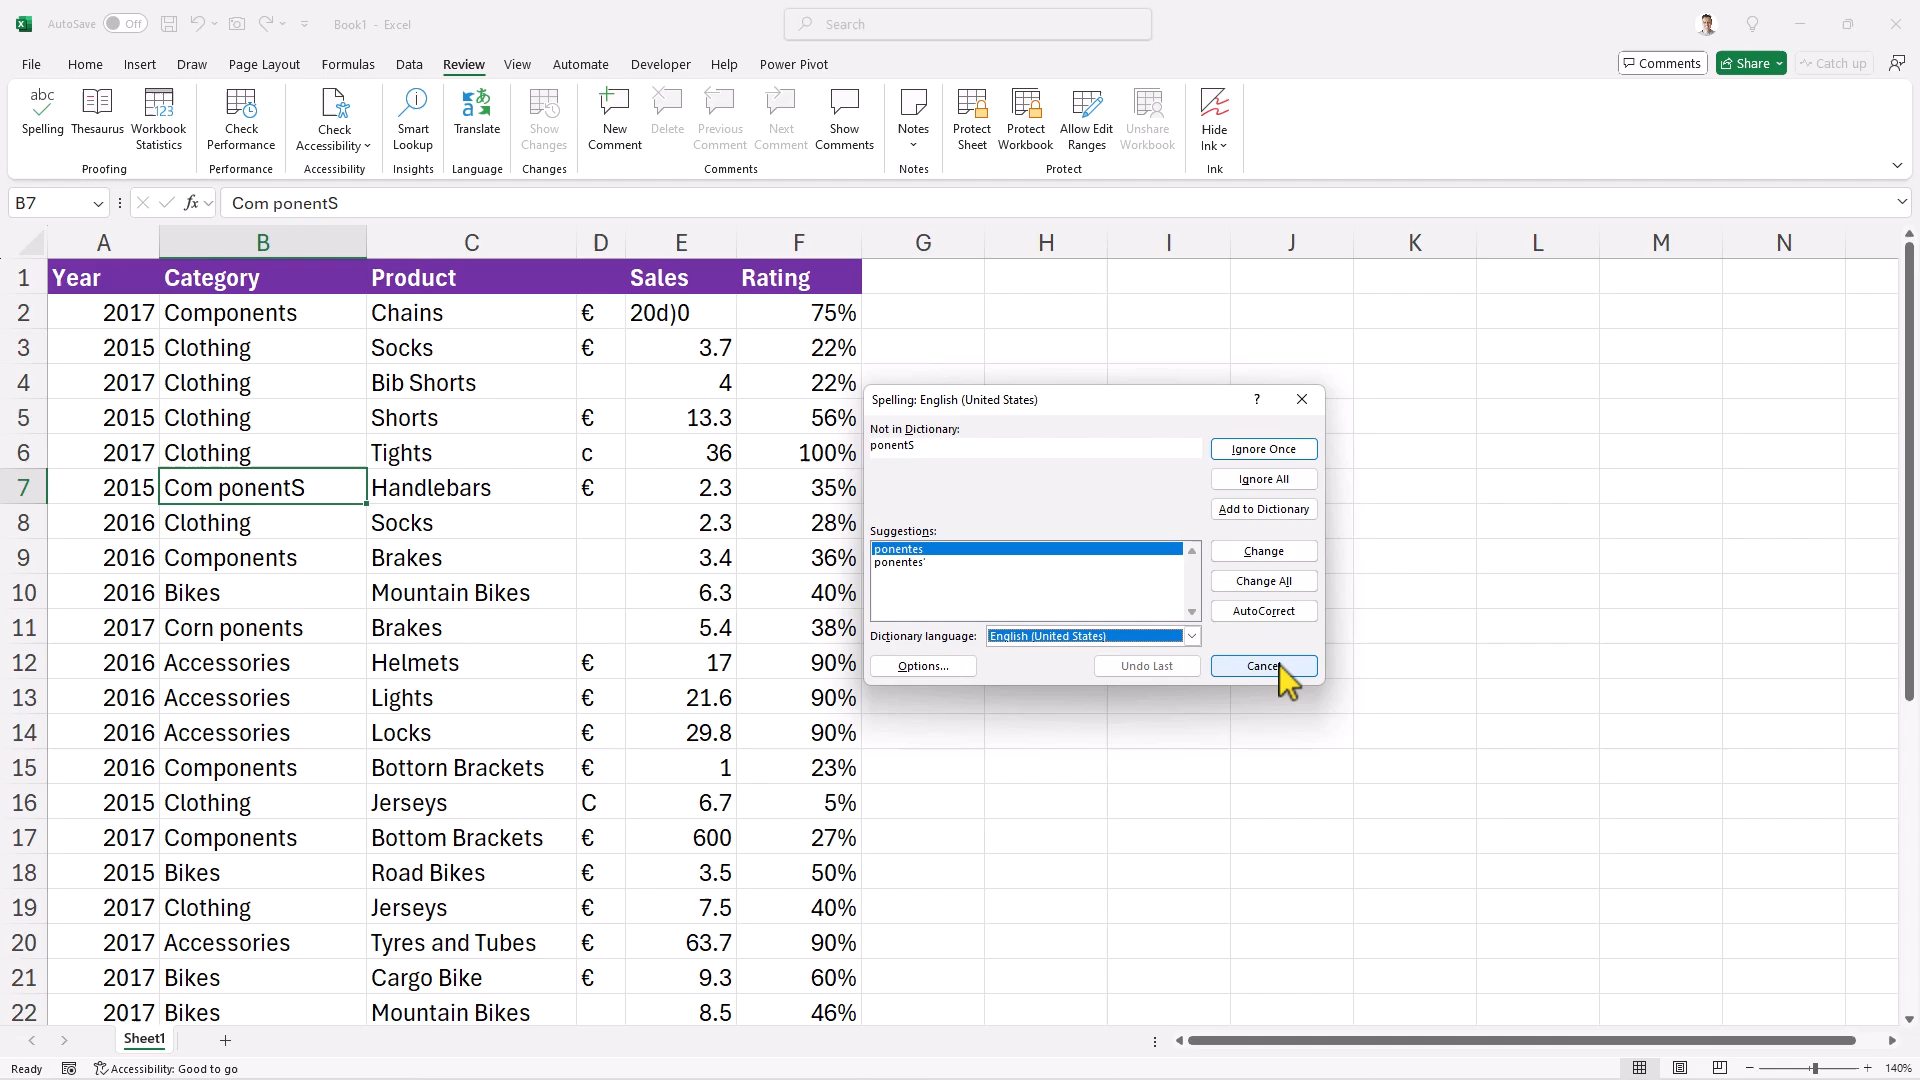 AutoSave Off Book1 - Excel Search
File Home Insert Draw Page Layout Formulas Data Review View Automate Developer Help Power Pivot Comments Share Catch up
abc
Spelling Thesaurus Workbook Statistics Check Performance Check Accessibility Smart Lookup Translate Show Changes New Comment Delete Previous Comment Next Comment Show Comments Notes Protect Sheet Protect Workbook Allow Edit Ranges Unshare Workbook Hide Ink
Proofing Performance Accessibility Insights Language Changes Comments Notes Protect Ink
B7 fx Com ponentS
A B C D E F G H I J K L M N
1 Year Category Product Sales Rating
2 2017 Components Chains € 20d)0 75%
3 2015 Clothing Socks € 3.7 22%
4 2017 Clothing Bib Shorts 4 22%
5 2015 Clothing Shorts € 13.3 56%
6 2017 Clothing Tights c 36 100%
7 2015 Com ponentS Handlebars € 2.3 35%
8 2016 Clothing Socks 2.3 28%
9 2016 Components Brakes 3.4 36%
10 2016 Bikes Mountain Bikes 6.3 40%
11 2017 Corn ponents Brakes 5.4 38%
12 2016 Accessories Helmets € 17 90%
13 2016 Accessories Lights € 21.6 90%
14 2016 Accessories Locks € 29.8 90%
15 2016 Components Bottorn Brackets € 1 23%
16 2015 Clothing Jerseys C 6.7 5%
17 2017 Components Bottom Brackets € 600 27%
18 2015 Bikes Road Bikes € 3.5 50%
19 2017 Clothing Jerseys € 7.5 40%
20 2017 Accessories Tyres and Tubes € 63.7 90%
21 2017 Bikes Cargo Bike € 9.3 60%
22 2017 Bikes Mountain Bikes 8.5 46%
Spelling: English (United States) ?
Not in Dictionary:
ponentS
Ignore Once
Ignore All
Add to Dictionary
Suggestions:
ponentes
ponentes'
Change
Change All
AutoCorrect
Dictionary language: English (United States)
Options... Undo Last Cancel
Sheet1
Ready Accessibility: Good to go 140%